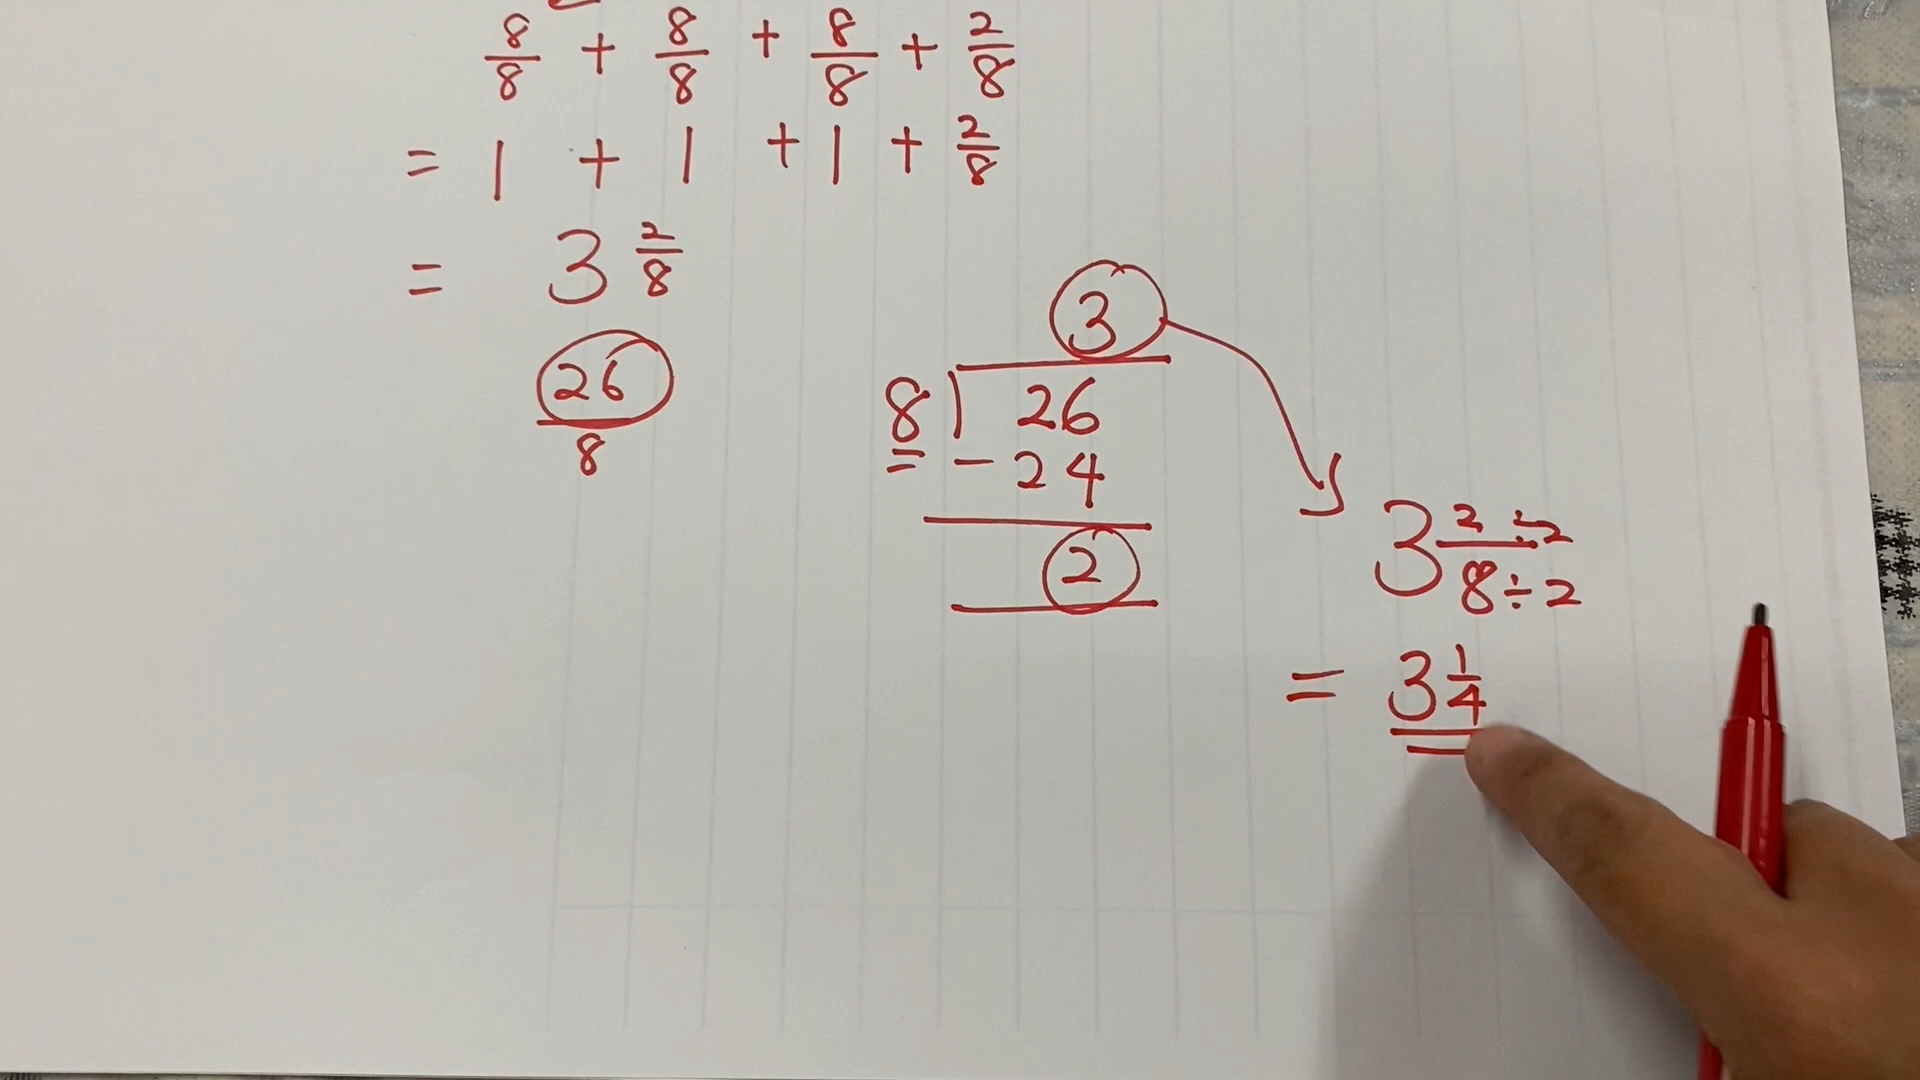 8/8 + 8/8 + 8/8 + 2/8
= 1 + 1 + 1 + 2/8
= 3 2/8
26/8
3
8) 26
- 24
2
3 2÷2/8÷2
= 3 1/4